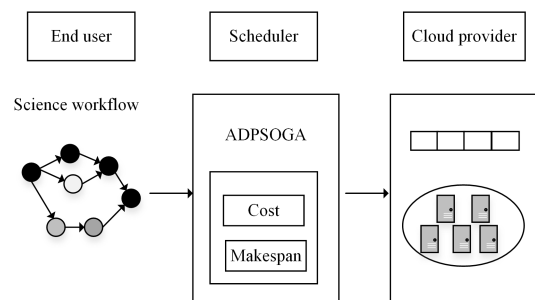 End user
Scheduler
Cloud provider
Science workflow
ADPSOGA
Cost
Makespan